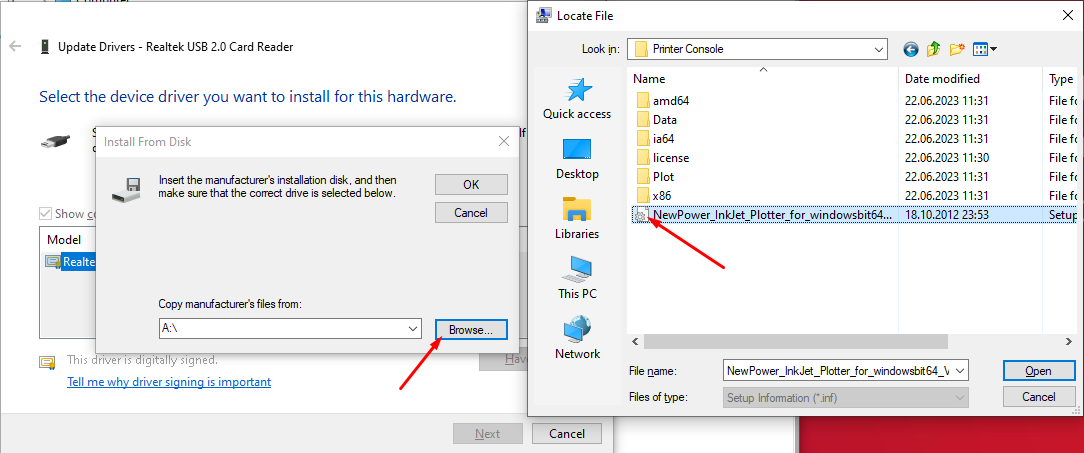 Computer
Update Drivers - Realtek USB 2.0 Card Reader
Select the device driver you want to install for this hardware.
Install From Disk
Insert the manufacturer's installation disk, and then
make sure that the correct drive is selected below.
OK
Cancel
Show co
Model
Realte
Copy manufacturer's files from:
A:\
Browse...
This driver is digitally signed.
Hav
Tell me why driver signing is important
Next
Cancel
Locate File
Look in:
Printer Console
Quick access
Desktop
Libraries
This PC
Network
Name
Date modified
Type
amd64
22.06.2023 11:31
File fo
Data
22.06.2023 11:31
File fo
ia64
22.06.2023 11:31
File fo
license
22.06.2023 11:30
File fo
Plot
22.06.2023 11:31
File fo
x86
22.06.2023 11:31
File fo
NewPower_InkJet_Plotter_for_windowsbit64...
18.10.2012 23:53
Setup
File name:
NewPower_InkJet_Plotter_for_windowsbit64_V
Open
Files of type:
Setup Information (*.inf)
Cancel